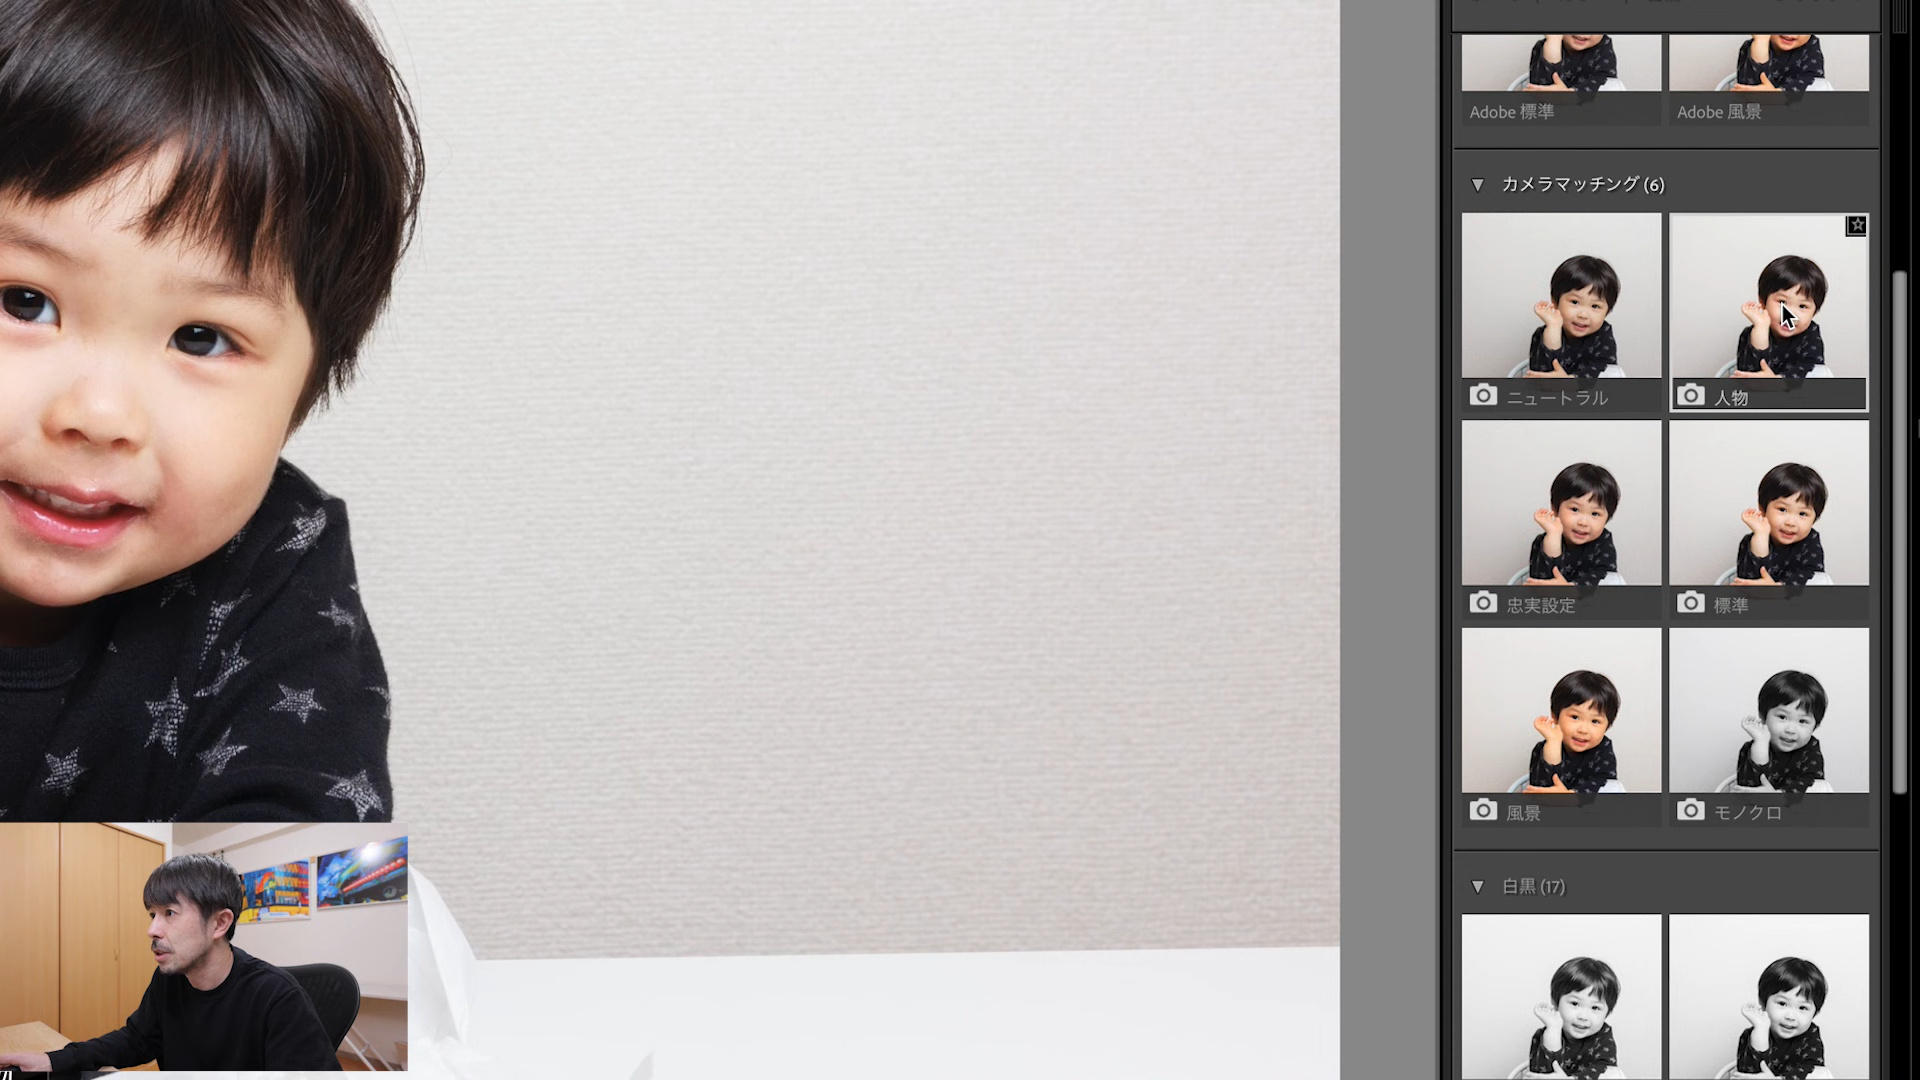 Adobe 標準
Adobe 風景
カメラマッチング (6)
ニュートラル
人物
忠実設定
標準
風景
モノクロ
白黒 (17)